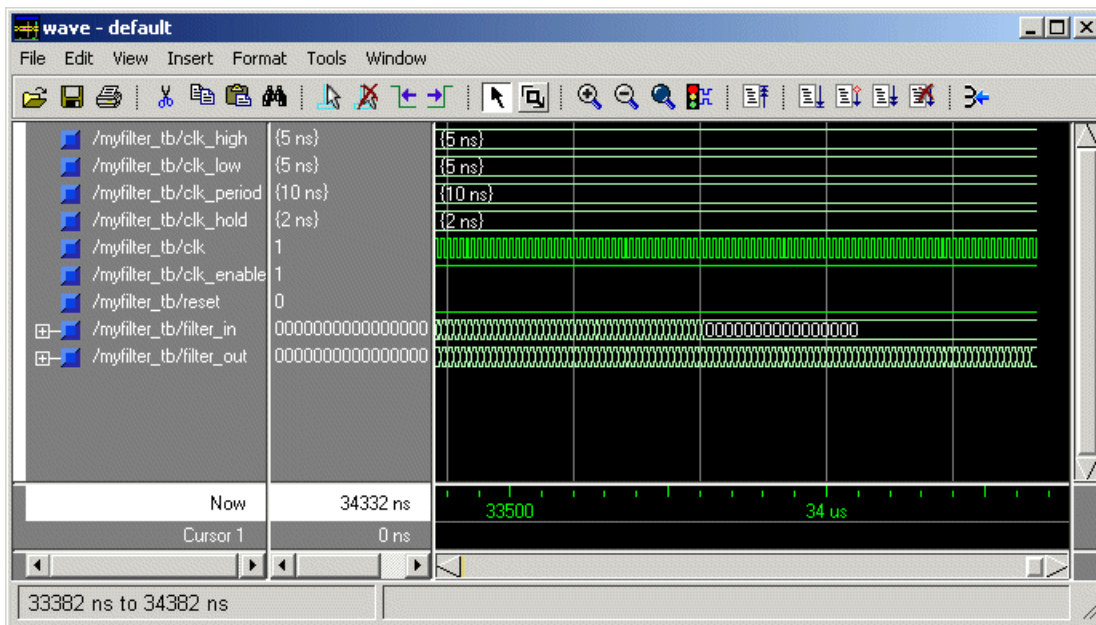 wave - default
File Edit View Insert Format Tools Window
/myfilter_tb/clk_high {5 ns} {5 ns}
/myfilter_tb/clk_low {5 ns} {5 ns}
/myfilter_tb/clk_period {10 ns} {10 ns}
/myfilter_tb/clk_hold {2 ns} {2 ns}
/myfilter_tb/clk 1
/myfilter_tb/clk_enable 1
/myfilter_tb/reset 0
/myfilter_tb/filter_in 0000000000000000 0000000000000000
/myfilter_tb/filter_out 0000000000000000
Now 34332 ns 33500 34 us
Cursor 1 0 ns
33382 ns to 34382 ns